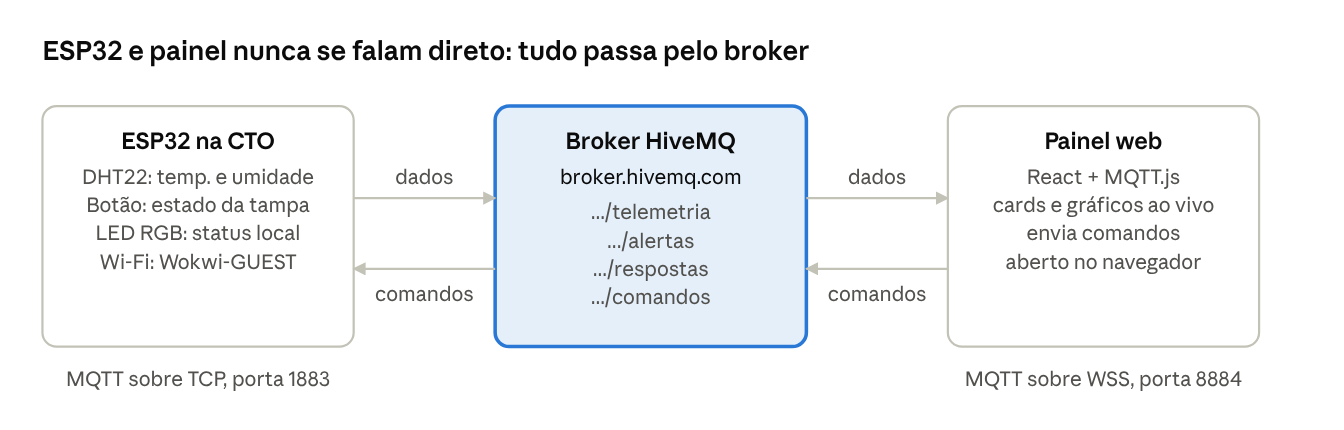 ESP32 e painel nunca se falam direto: tudo passa pelo broker
ESP32 na CTO
DHT22: temp. e umidade
Botão: estado da tampa
LED RGB: status local
Wi-Fi: Wokwi-GUEST
MQTT sobre TCP, porta 1883
dados
comandos
Broker HiveMQ
broker.hivemq.com
.../telemetria
.../alertas
.../respostas
.../comandos
dados
comandos
Painel web
React + MQTT.js
cards e gráficos ao vivo
envia comandos
aberto no navegador
MQTT sobre WSS, porta 8884